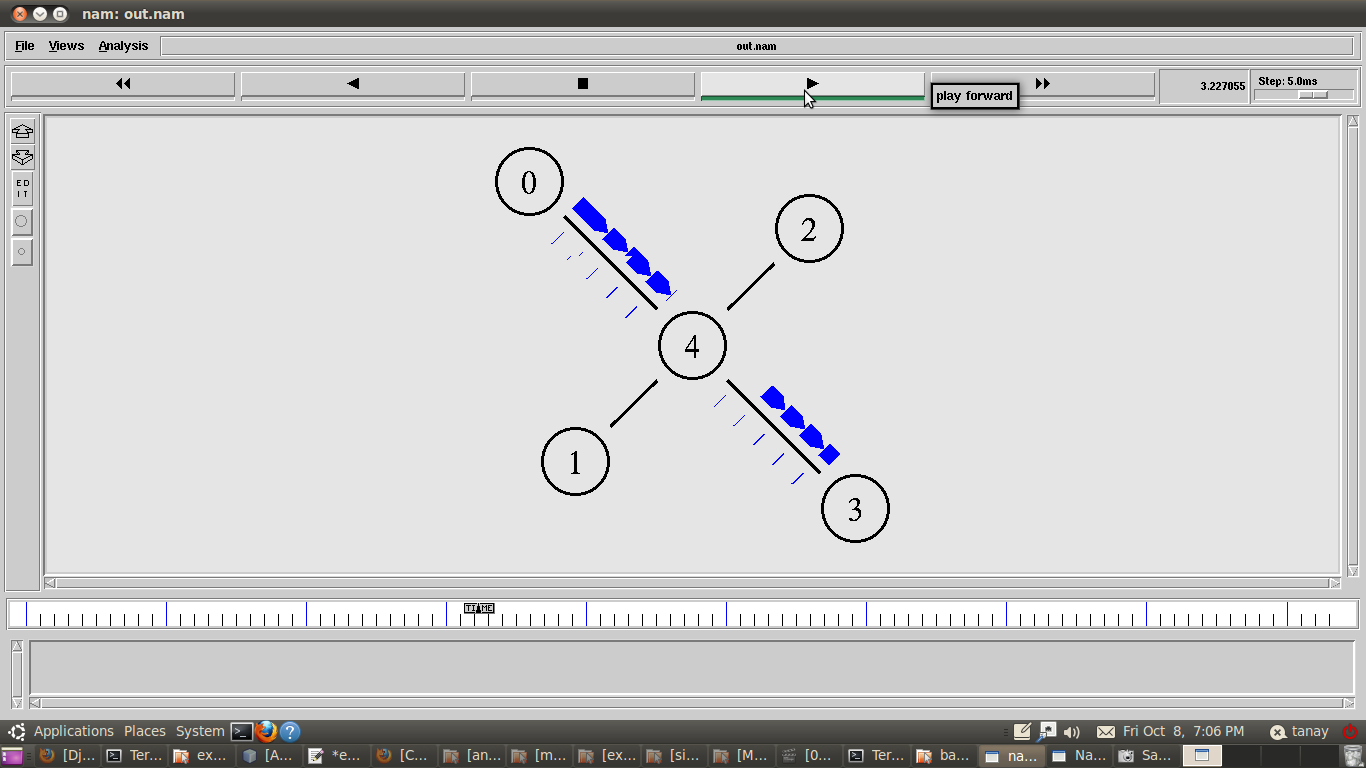 nam: out.nam
File Views Analysis
out.nam
3.227055
Step: 5.0ms
play forward
ED
IT
0
2
4
1
3
TIME
Applications Places System
Fri Oct 8, 7:06 PM
tanay
[Dj... Ter... ex... [A... *e... [C... [an... [m... [ex... [si... [M... [0... Ter... ba... na... Na... Sa...